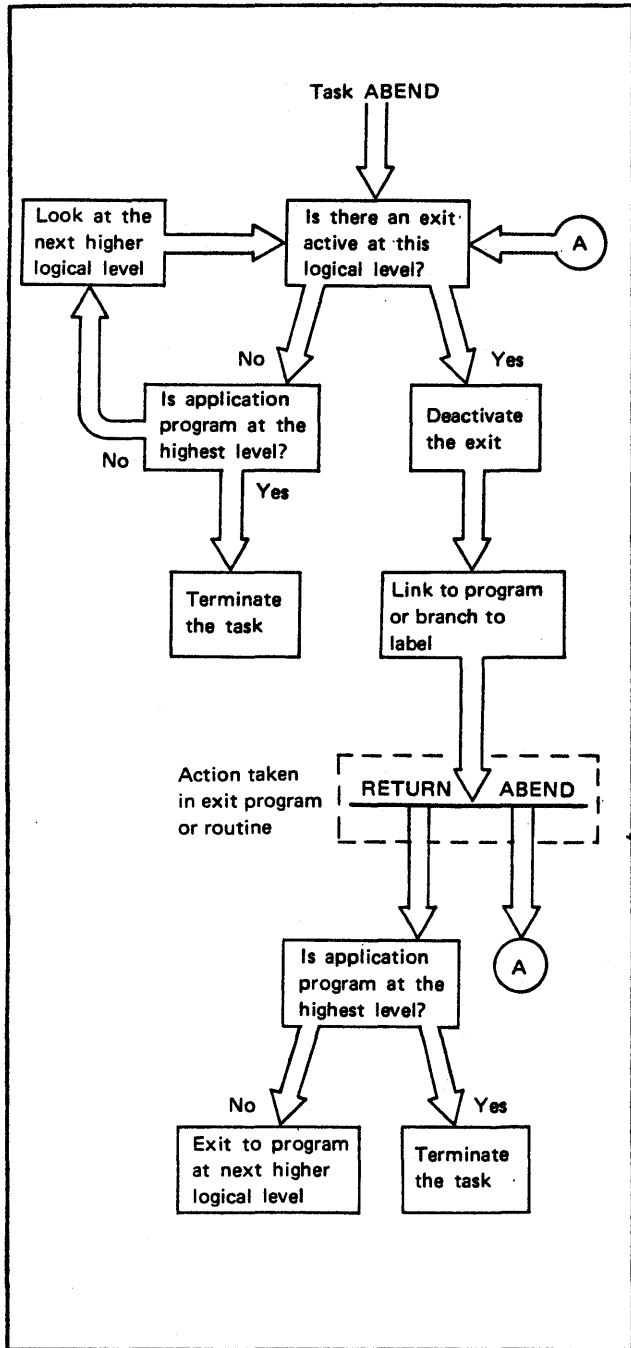 Task ABEND
Look at the
next higher
logical level
Is there an exit
active at this
logical level?
A
No
Yes
Is application
program at the
highest level?
No
Yes
Deactivate
the exit
Terminate
the task
Link to program
or branch to
label
Action taken
in exit program
or routine
RETURN ABEND
Is application
program at the
highest level?
A
No
Yes
Exit to program
at next higher
logical level
Terminate
the task